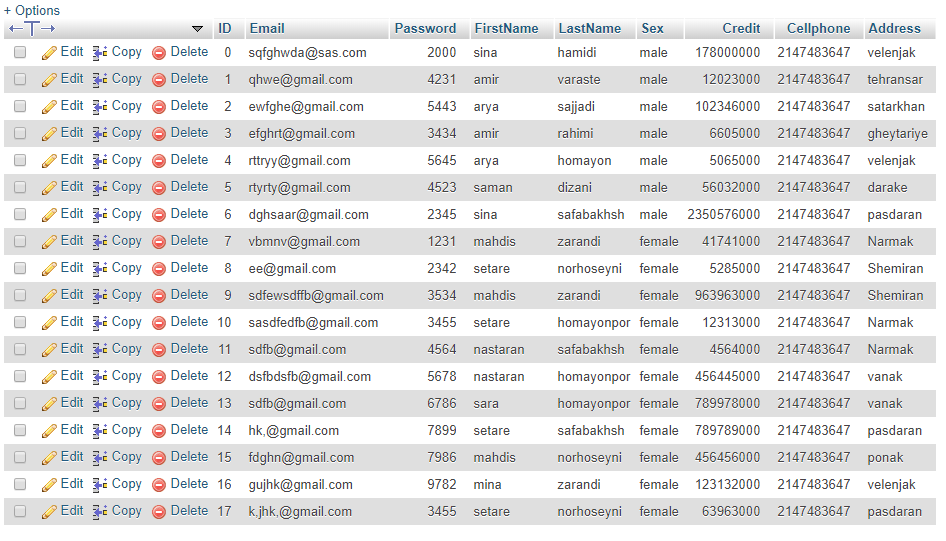 + Options
ID Email Password FirstName LastName Sex Credit Cellphone Address
Edit Copy Delete 0 sqfghwda@sas.com 2000 sina hamidi male 178000000 2147483647 velenjak
Edit Copy Delete 1 qhwe@gmail.com 4231 amir varaste male 12023000 2147483647 tehransar
Edit Copy Delete 2 ewfghe@gmail.com 5443 arya sajjadi male 102346000 2147483647 satarkhan
Edit Copy Delete 3 efghrt@gmail.com 3434 amir rahimi male 6605000 2147483647 gheytariye
Edit Copy Delete 4 rttryy@gmail.com 5645 arya homayon male 5065000 2147483647 velenjak
Edit Copy Delete 5 rtyrty@gmail.com 4523 saman dizani male 56032000 2147483647 darake
Edit Copy Delete 6 dghsaar@gmail.com 2345 sina safabakhsh male 2350576000 2147483647 pasdaran
Edit Copy Delete 7 vbmnv@gmail.com 1231 mahdis zarandi female 41741000 2147483647 Narmak
Edit Copy Delete 8 ee@gmail.com 2342 setare norhoseyni female 5285000 2147483647 Shemiran
Edit Copy Delete 9 sdfewsdffb@gmail.com 3534 mahdis zarandi female 963963000 2147483647 Shemiran
Edit Copy Delete 10 sasdfedfb@gmail.com 3455 setare homayonpor female 12313000 2147483647 Narmak
Edit Copy Delete 11 sdfb@gmail.com 4564 nastaran safabakhsh female 4564000 2147483647 Narmak
Edit Copy Delete 12 dsfbdsfb@gmail.com 5678 nastaran homayonpor female 456445000 2147483647 vanak
Edit Copy Delete 13 sdfb@gmail.com 6786 sara homayonpor female 789978000 2147483647 vanak
Edit Copy Delete 14 hk,@gmail.com 7899 setare safabakhsh female 789789000 2147483647 pasdaran
Edit Copy Delete 15 fdghn@gmail.com 7986 mahdis norhoseyni female 456456000 2147483647 ponak
Edit Copy Delete 16 gujhk@gmail.com 9782 mina zarandi female 123132000 2147483647 velenjak
Edit Copy Delete 17 k,jhk,@gmail.com 3455 setare norhoseyni female 63963000 2147483647 pasdaran